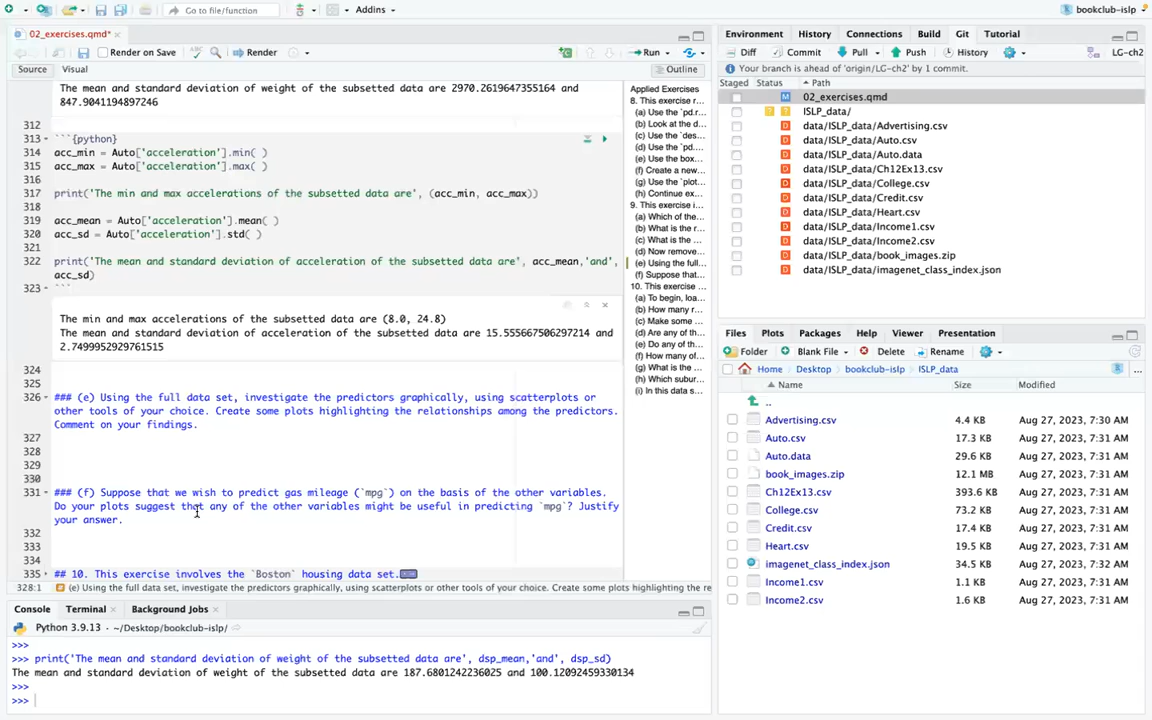 Go to file/function
Addins
bookclub-islp
02_exercises.qmd*
Render on Save
Render
Run
Source
Visual
Outline
The mean and standard deviation of weight of the subsetted data are 2970.2619647355164 and
847.9041194897246
312
313 ```{python}
314 acc_min = Auto['acceleration'].min( )
315 acc_max = Auto['acceleration'].max( )
316
317 print('The min and max accelerations of the subsetted data are', (acc_min, acc_max))
318
319 acc_mean = Auto['acceleration'].mean( )
320 acc_sd = Auto['acceleration'].std( )
321
322 print('The mean and standard deviation of acceleration of the subsetted data are', acc_mean,'and',
acc_sd)
323 ```
The min and max accelerations of the subsetted data are (8.0, 24.8)
The mean and standard deviation of acceleration of the subsetted data are 15.555667506297214 and
2.7499952929761515
324
325
326 ### (e) Using the full data set, investigate the predictors graphically, using scatterplots or
other tools of your choice. Create some plots highlighting the relationships among the predictors.
Comment on your findings.
327
328
329
330
331 ### (f) Suppose that we wish to predict gas mileage (`mpg`) on the basis of the other variables.
Do your plots suggest that any of the other variables might be useful in predicting `mpg`? Justify
your answer.
332
333
334
335 ## 10. This exercise involves the `Boston` housing data set.
328:1 (e) Using the full data set, investigate the predictors graphically, using scatterplots or other tools of your choice. Create some plots highlighting the re
Applied Exercises
8. This exercise r...
(a) Use the `pd.r...
(b) Look at the d...
(c) Use the `des...
(d) Use the `pd....
(e) Use the box...
(f) Create a new...
(g) Use the `plot...
(h) Continue ex...
9. This exercise i...
(a) Which of the...
(b) What is the r...
(c) What is the ...
(d) Now remove...
(e) Using the full...
(f) Suppose that...
10. This exercise ...
(a) To begin, loa...
(b) How many r...
(c) Make some ...
(d) Are any of th...
(e) Do any of th...
(f) How many of...
(g) What is the ...
(h) Which subur...
(i) In this data s...
Console
Terminal
Background Jobs
Python 3.9.13 · ~/Desktop/bookclub-islp/
>>>
>>> print('The mean and standard deviation of weight of the subsetted data are', dsp_mean,'and', dsp_sd)
The mean and standard deviation of weight of the subsetted data are 187.6801242236025 and 100.12092459330134
>>>
>>>
Environment
History
Connections
Build
Git
Tutorial
Diff
Commit
Pull
Push
History
LG-ch2
Your branch is ahead of 'origin/LG-ch2' by 1 commit.
Staged Status Path
M 02_exercises.qmd
? ? ISLP_data/
D data/ISLP_data/Advertising.csv
D data/ISLP_data/Auto.csv
D data/ISLP_data/Auto.data
D data/ISLP_data/Ch12Ex13.csv
D data/ISLP_data/College.csv
D data/ISLP_data/Credit.csv
D data/ISLP_data/Heart.csv
D data/ISLP_data/Income1.csv
D data/ISLP_data/Income2.csv
D data/ISLP_data/book_images.zip
D data/ISLP_data/imagenet_class_index.json
Files
Plots
Packages
Help
Viewer
Presentation
Folder
Blank File
Delete
Rename
Home
Desktop
bookclub-islp
ISLP_data
...
Name Size Modified
..
Advertising.csv 4.4 KB Aug 27, 2023, 7:30 AM
Auto.csv 17.3 KB Aug 27, 2023, 7:31 AM
Auto.data 29.6 KB Aug 27, 2023, 7:31 AM
book_images.zip 12.1 MB Aug 27, 2023, 7:31 AM
Ch12Ex13.csv 393.6 KB Aug 27, 2023, 7:31 AM
College.csv 73.2 KB Aug 27, 2023, 7:31 AM
Credit.csv 17.4 KB Aug 27, 2023, 7:31 AM
Heart.csv 19.5 KB Aug 27, 2023, 7:31 AM
imagenet_class_index.json 34.5 KB Aug 27, 2023, 7:32 AM
Income1.csv 1.1 KB Aug 27, 2023, 7:31 AM
Income2.csv 1.6 KB Aug 27, 2023, 7:31 AM